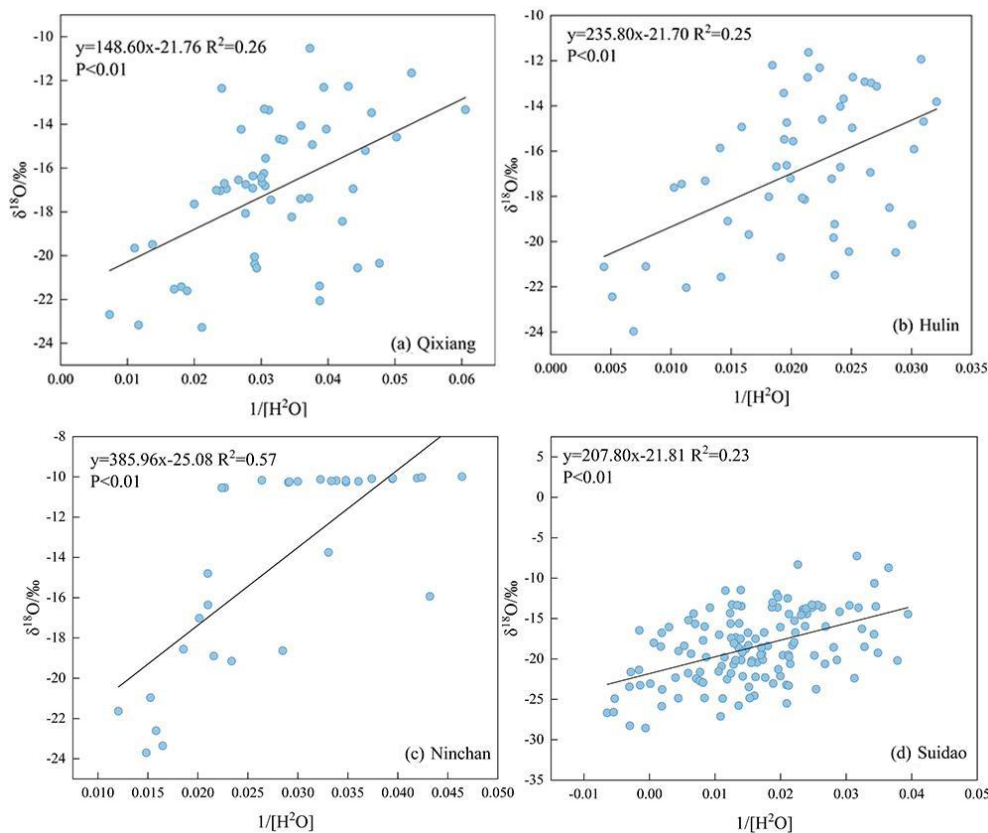 y=148.60x-21.76 R²=0.26
P<0.01
-10
-12
-14
-16
-18
-20
-22
-24
δ¹⁸O/‰
(a) Qixiang
0.00 0.01 0.02 0.03 0.04 0.05 0.06
1/[H²O]
y=235.80x-21.70 R²=0.25
P<0.01
-10
-12
-14
-16
-18
-20
-22
-24
δ¹⁸O/‰
(b) Hulin
0.000 0.005 0.010 0.015 0.020 0.025 0.030 0.035
1/[H²O]
y=385.96x-25.08 R²=0.57
P<0.01
-8
-10
-12
-14
-16
-18
-20
-22
-24
δ¹⁸O/‰
(c) Ninchan
0.010 0.015 0.020 0.025 0.030 0.035 0.040 0.045 0.050
1/[H²O]
y=207.80x-21.81 R²=0.23
P<0.01
5
0
-5
-10
-15
-20
-25
-30
-35
δ¹⁸O/‰
(d) Suidao
-0.01 0.00 0.01 0.02 0.03 0.04 0.05
1/[H²O]